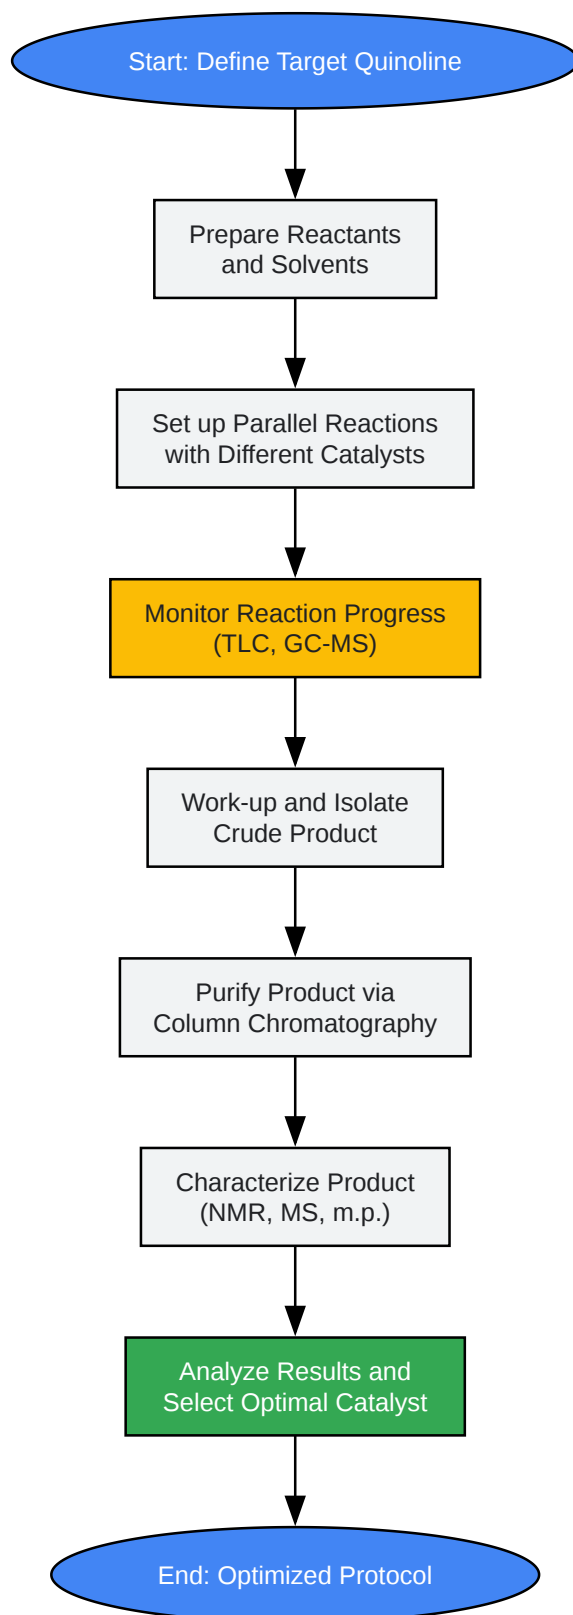 Start: Define Target Quinoline
Prepare Reactants
and Solvents
Set up Parallel Reactions
with Different Catalysts
Monitor Reaction Progress
(TLC, GC-MS)
Work-up and Isolate
Crude Product
Purify Product via
Column Chromatography
Characterize Product
(NMR, MS, m.p.)
Analyze Results and
Select Optimal Catalyst
End: Optimized Protocol